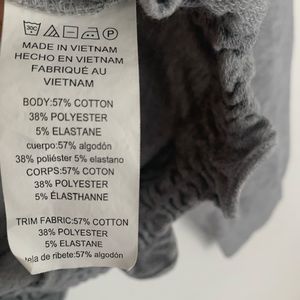 30C P
MADE IN VIETNAM
HECHO EN VIETNAM
FABRIQUÉ AU
VIETNAM
BODY:57% COTTON
38% POLYESTER
5% ELASTANE
cuerpo:57% algodón
38% poliéster 5% elastano
CORPS:57% COTON
38% POLYESTER
5% ÉLASTHANNE
TRIM FABRIC:57% COTTON
38% POLYESTER
5% ELASTANE
tela de ribete:57% algodón